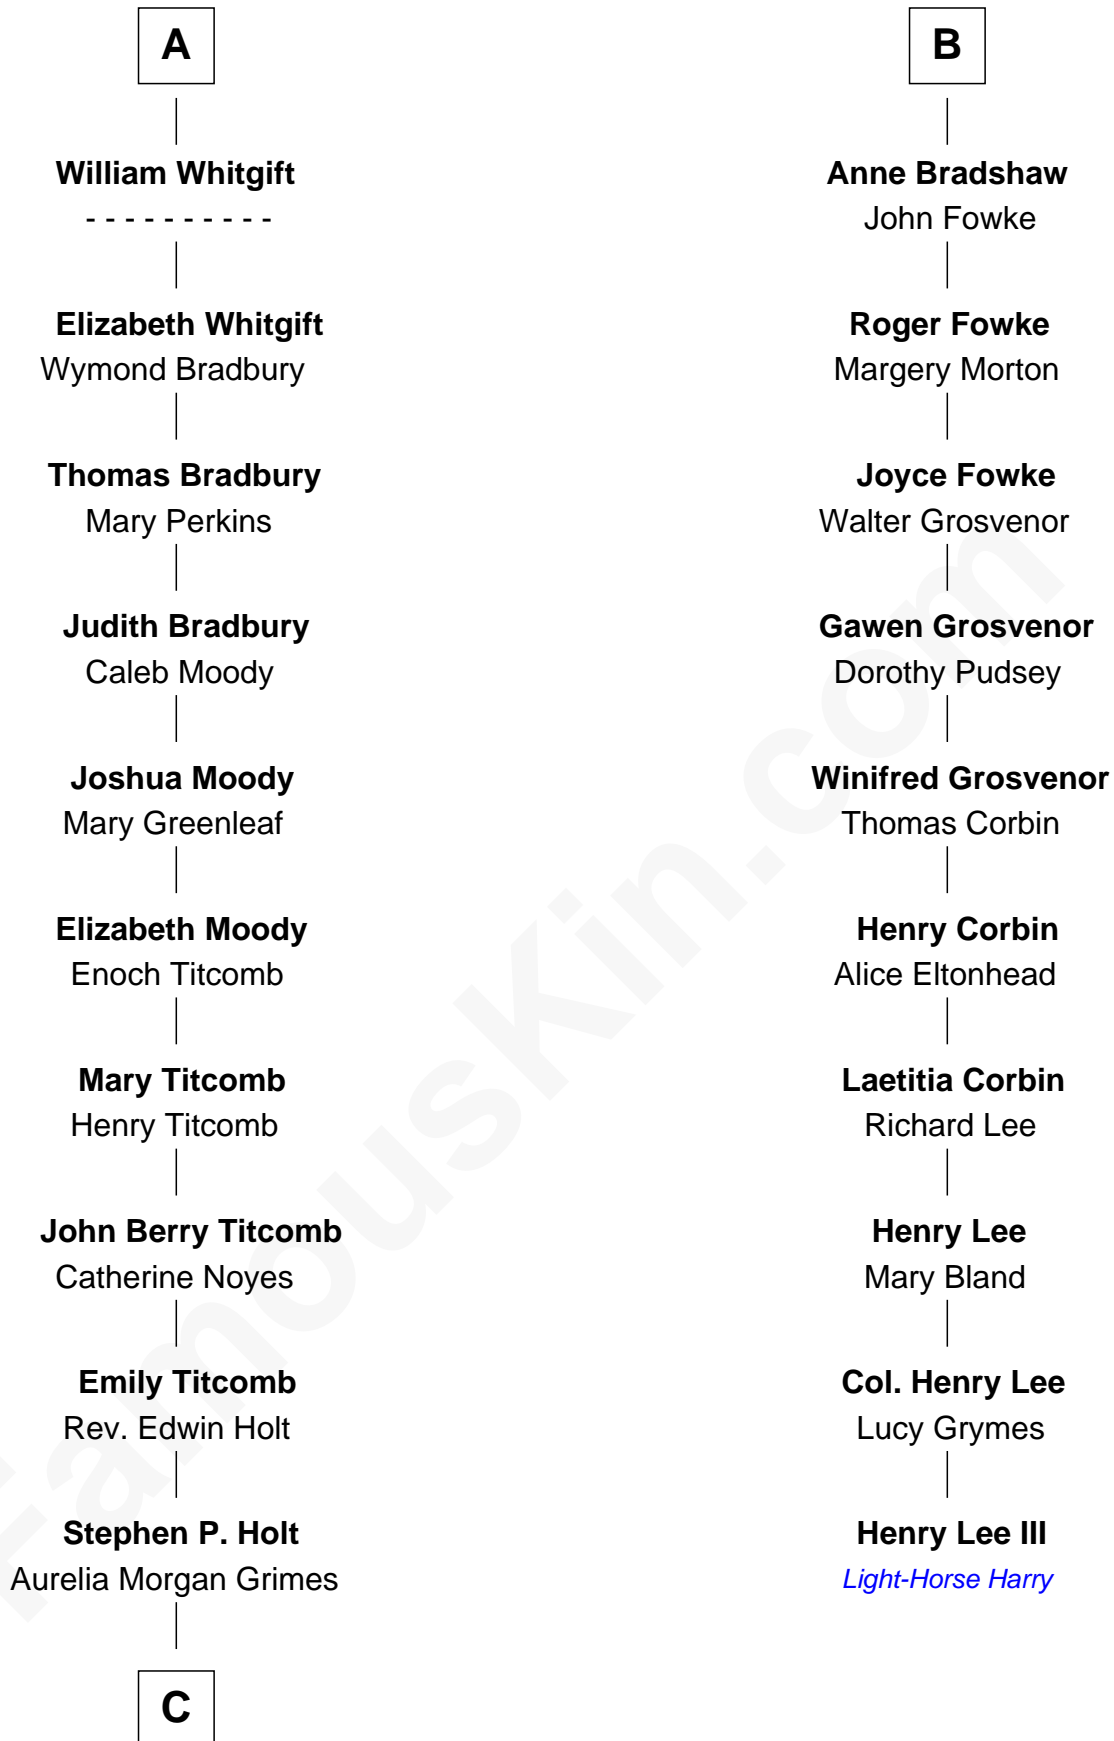 A
William Whitgift
- - - - - - - - - -
Elizabeth Whitgift
Wymond Bradbury
Thomas Bradbury
Mary Perkins
Judith Bradbury
Caleb Moody
Joshua Moody
Mary Greenleaf
Elizabeth Moody
Enoch Titcomb
Mary Titcomb
Henry Titcomb
John Berry Titcomb
Catherine Noyes
Emily Titcomb
Rev. Edwin Holt
Stephen P. Holt
Aurelia Morgan Grimes
C
B
Anne Bradshaw
John Fowke
Roger Fowke
Margery Morton
Joyce Fowke
Walter Grosvenor
Gawen Grosvenor
Dorothy Pudsey
Winifred Grosvenor
Thomas Corbin
Henry Corbin
Alice Eltonhead
Laetitia Corbin
Richard Lee
Henry Lee
Mary Bland
Col. Henry Lee
Lucy Grymes
Henry Lee III
Light-Horse Harry
FamousKin.com